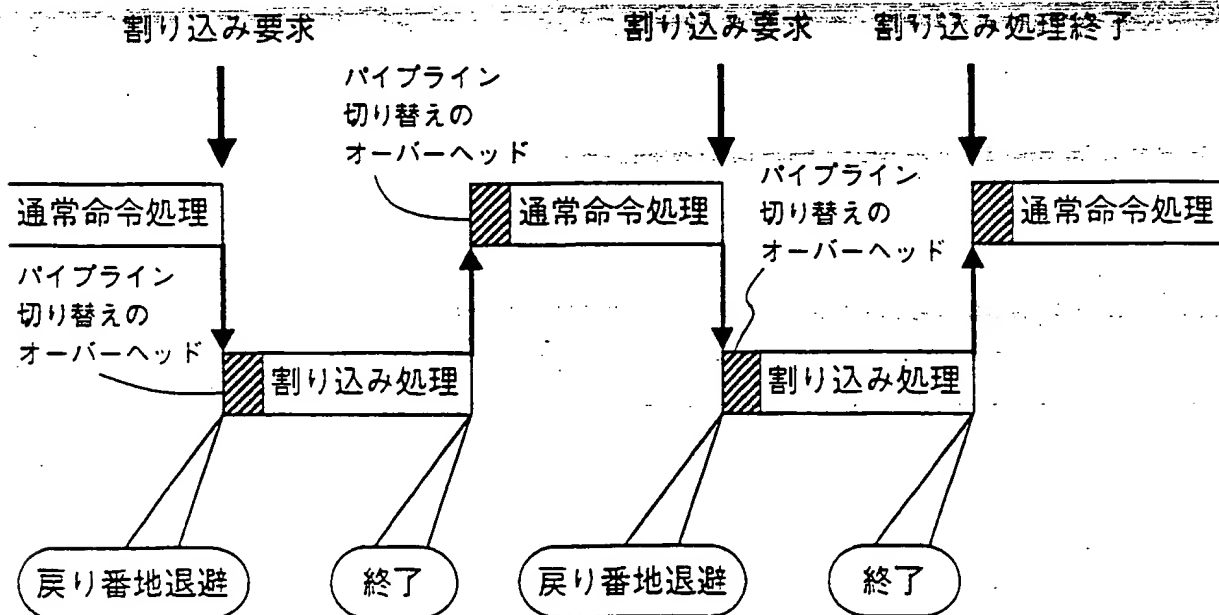 割り込み要求
割り込み要求
割り込み処理終了
パイプライン
切り替えの
オーバーヘッド
パイプライン
切り替えの
オーバーヘッド
通常命令処理
通常命令処理
通常命令処理
パイプライン
切り替えの
オーバーヘッド
割り込み処理
割り込み処理
戻り番地退避
終了
戻り番地退避
終了